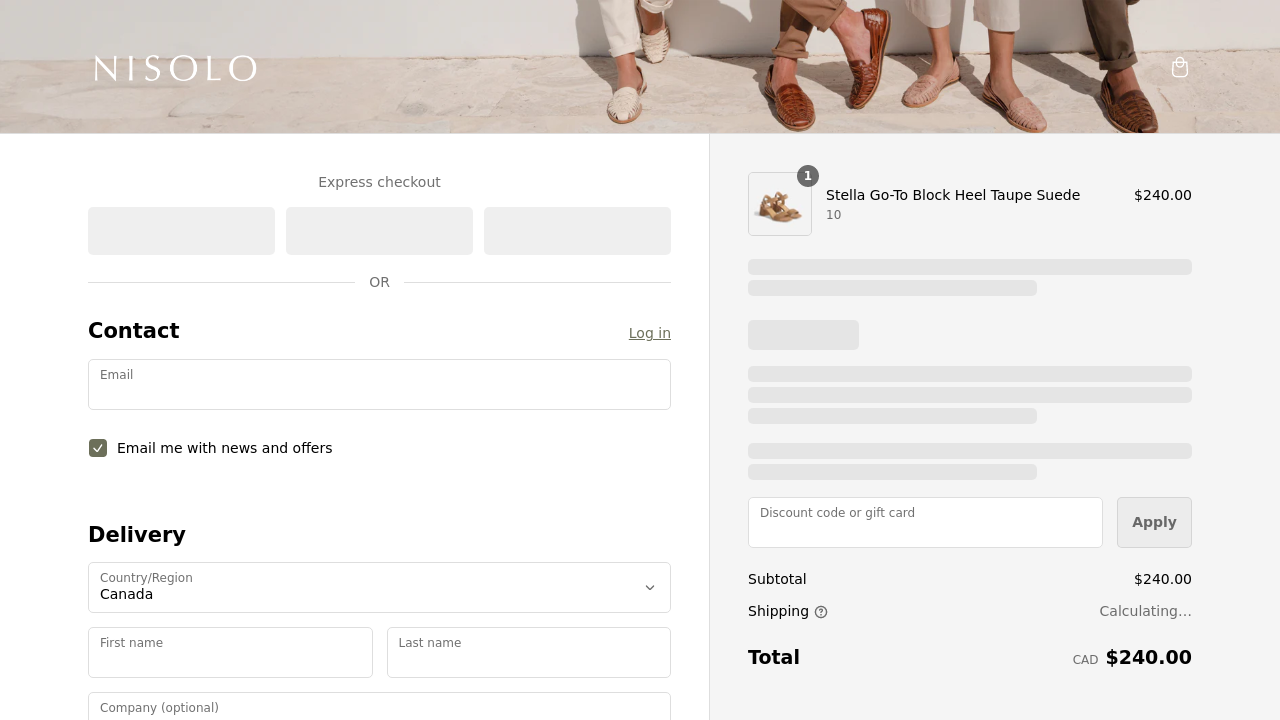 NISOLO
Express checkout
OR
Contact
Log in
Email
Email me with news and offers
Delivery
Country/Region
Canada
First name
Last name
Company (optional)
1
Stella Go-To Block Heel Taupe Suede
$240.00
10
Discount code or gift card
Apply
Subtotal
$240.00
Shipping
Calculating...
Total
CAD $240.00